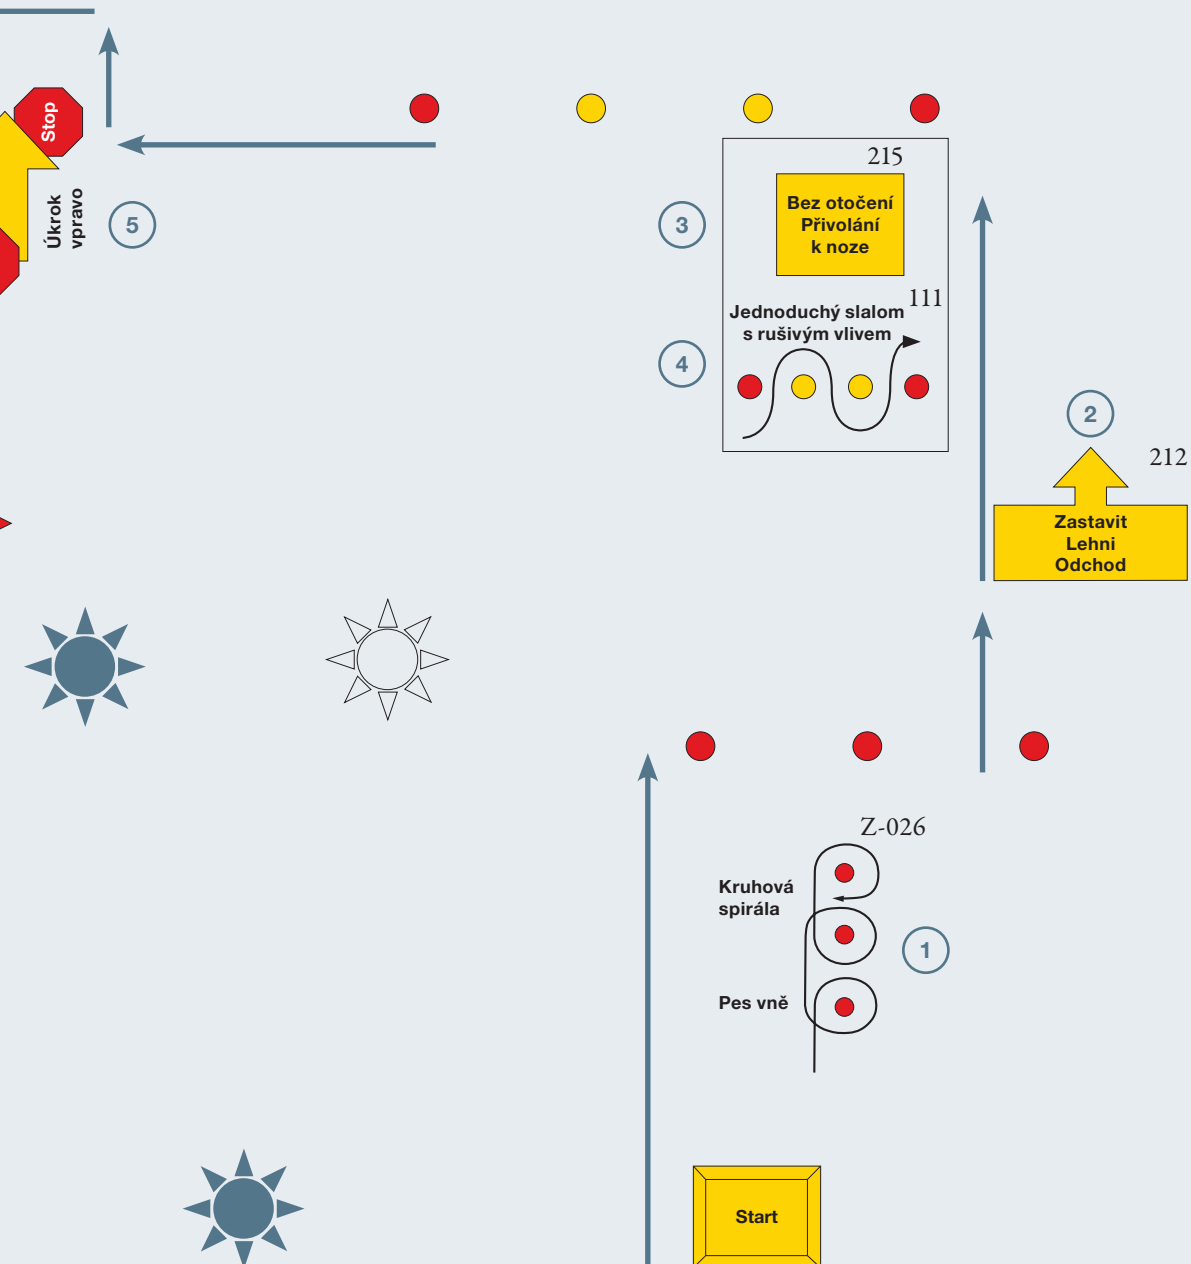 Stop
Úkrok
vpravo
5
3
215
Bez otočení
Přivolání
k noze
111
Jednoduchý slalom
s rušivým vlivem
4
2
212
Zastavit
Lehni
Odchod
Z-026
Kruhová
spirála
1
Pes vně
Start